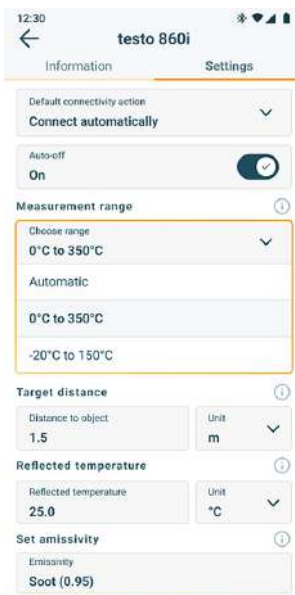 12:30
testo 860i
Information
Settings
Default connectivity action
Connect automatically
Auto-off
On
Measurement range
Choose range
0°C to 350°C
Automatic
0°C to 350°C
-20°C to 150°C
Target distance
Distance to object
1.5
Unit
m
Reflected temperature
Reflected temperature
25.0
Unit
°C
Set amissivity
Emissivity
Soot (0.95)